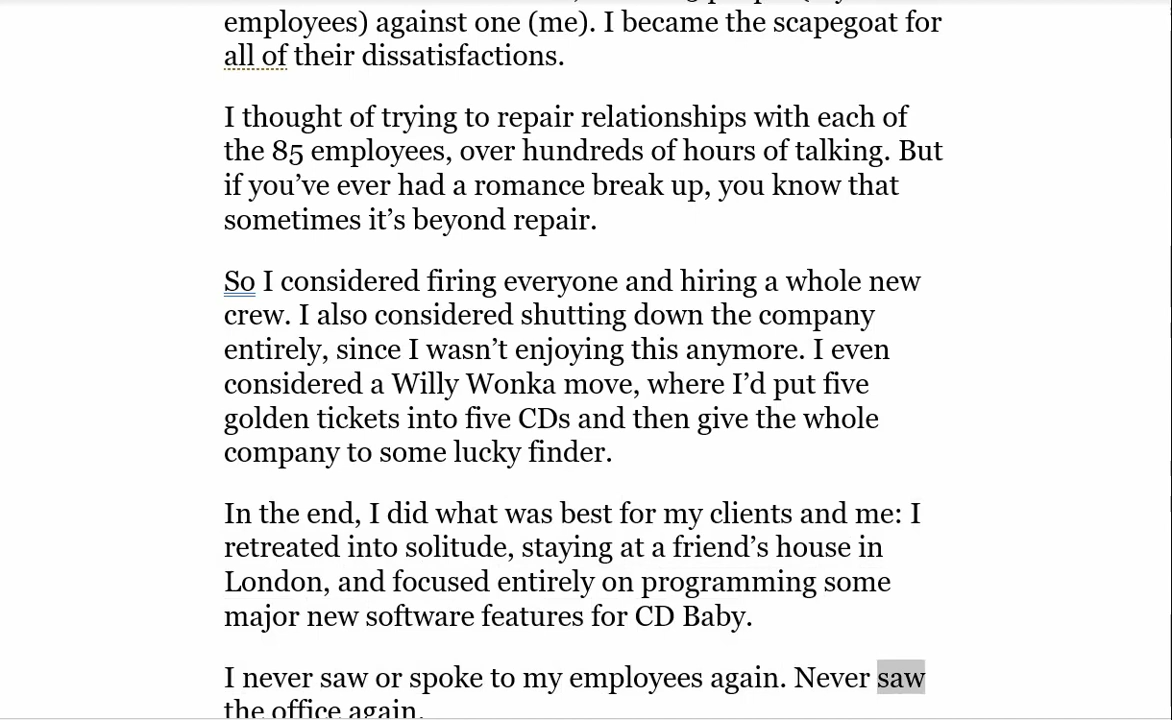 employees) against one (me). I became the scapegoat for
all of their dissatisfactions.
I thought of trying to repair relationships with each of
the 85 employees, over hundreds of hours of talking. But
if you’ve ever had a romance break up, you know that
sometimes it’s beyond repair.
So I considered firing everyone and hiring a whole new
crew. I also considered shutting down the company
entirely, since I wasn’t enjoying this anymore. I even
considered a Willy Wonka move, where I’d put five
golden tickets into five CDs and then give the whole
company to some lucky finder.
In the end, I did what was best for my clients and me: I
retreated into solitude, staying at a friend’s house in
London, and focused entirely on programming some
major new software features for CD Baby.
I never saw or spoke to my employees again. Never saw
the office again.